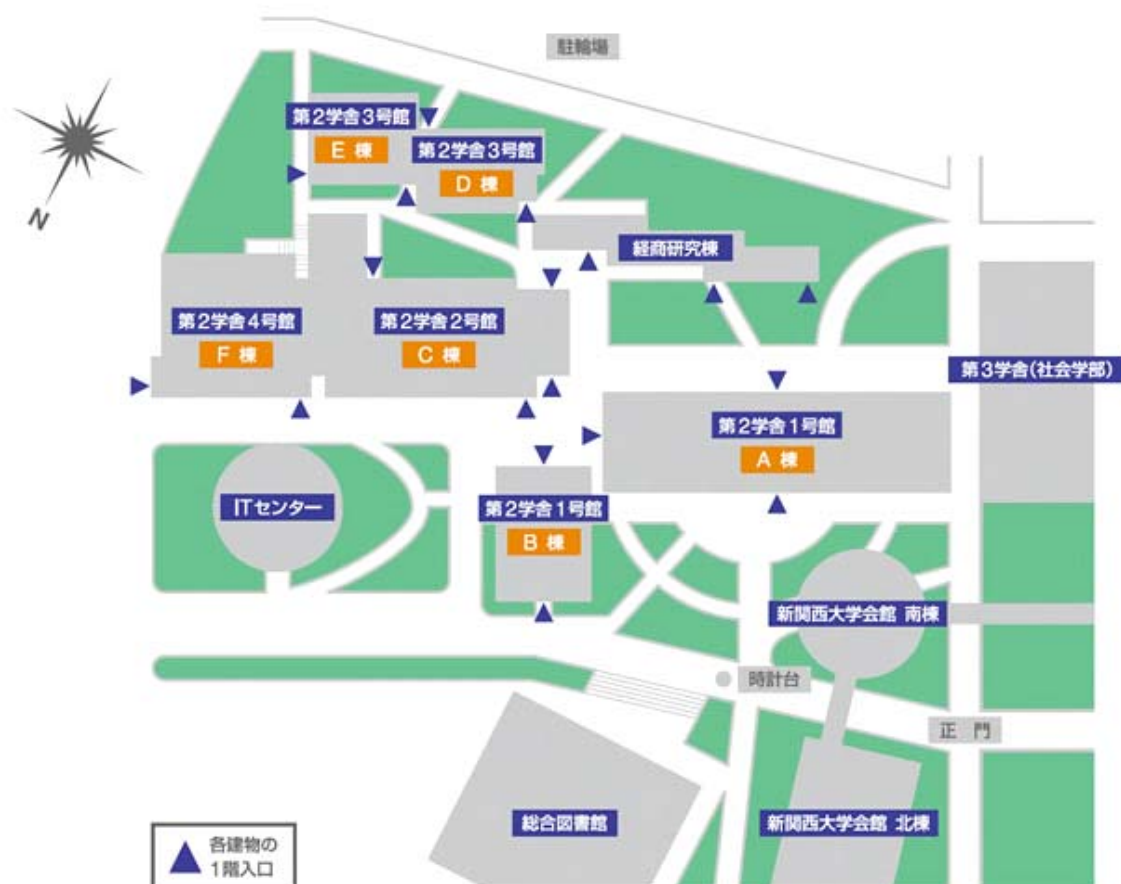 駐輪場
第2学舎3号館
E 棟
第2学舎3号館
D 棟
N
経商研究棟
第2学舎4号館
F 棟
第2学舎2号館
C 棟
第3学舎(社会学部)
第2学舎1号館
A 棟
ITセンター
第2学舎1号館
B 棟
新関西大学会館 南棟
時計台
正 門
総合図書館
新関西大学会館 北棟
各建物の
1階入口